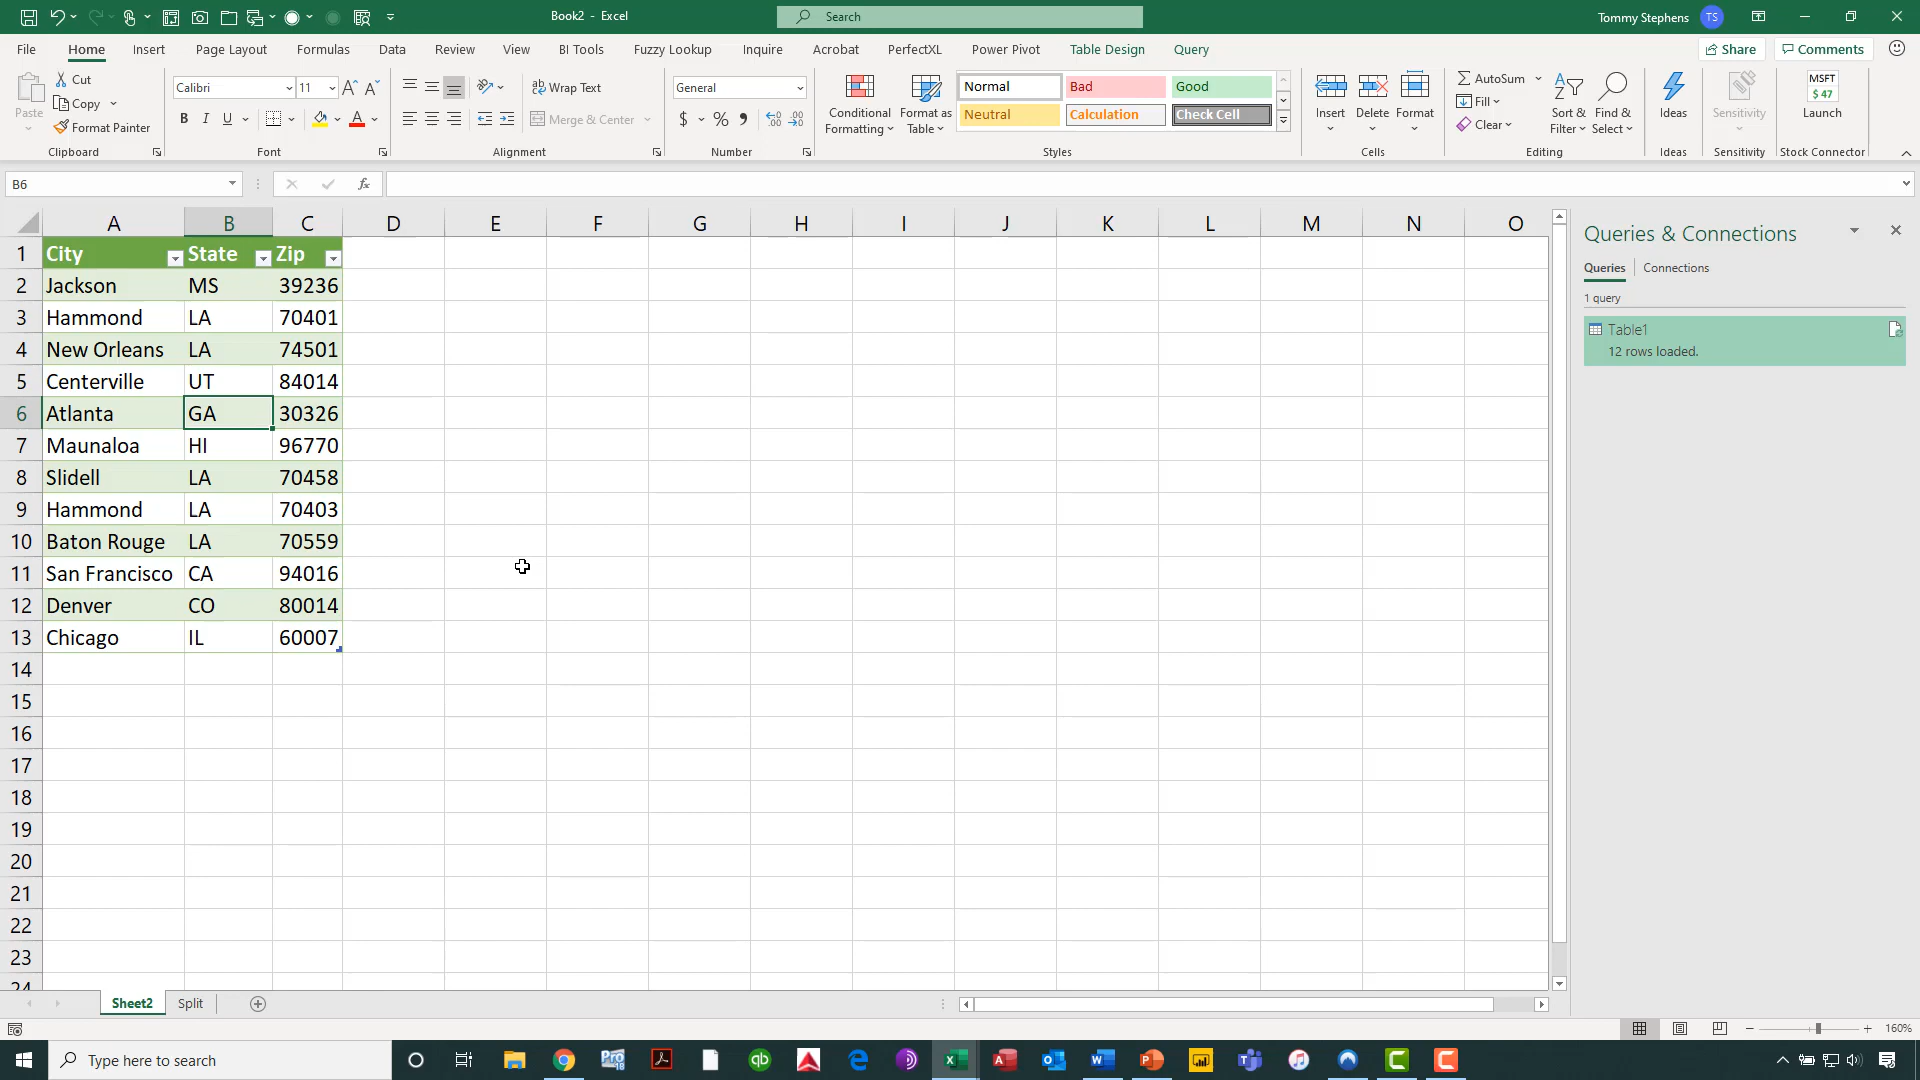 Book2 - Excel
Search
Tommy Stephens
TS
File Home Insert Page Layout Formulas Data Review View BI Tools Fuzzy Lookup Inquire Acrobat PerfectXL Power Pivot Table Design Query
Share
Comments
Paste
Cut
Copy
Format Painter
Clipboard
Calibri
11
B I U
Font
Wrap Text
Merge & Center
Alignment
General
$ % 9
Number
Conditional Formatting
Format as Table
Normal Bad Good
Neutral Calculation Check Cell
Styles
Insert Delete Format
Cells
AutoSum
Fill
Clear
Sort & Filter
Find & Select
Editing
Ideas
Ideas
Sensitivity
Sensitivity
MSFT
$ 47
Launch
Stock Connector
B6
fx
A B C D E F G H I J K L M N O
1 City State Zip
2 Jackson MS 39236
3 Hammond LA 70401
4 New Orleans LA 74501
5 Centerville UT 84014
6 Atlanta GA 30326
7 Maunaloa HI 96770
8 Slidell LA 70458
9 Hammond LA 70403
10 Baton Rouge LA 70559
11 San Francisco CA 94016
12 Denver CO 80014
13 Chicago IL 60007
14
15
16
17
18
19
20
21
22
23
24
Queries & Connections
Queries Connections
1 query
Table1
12 rows loaded.
Sheet2 Split
160%
Type here to search